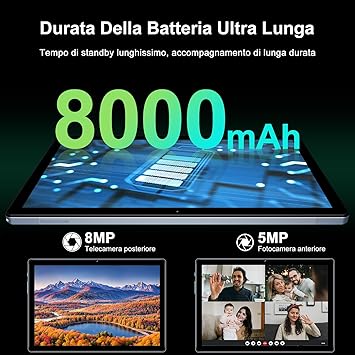 Durata Della Batteria Ultra Lunga
Tempo di standby lunghissimo, accompagnamento di lunga durata
8000mAh
8MP
Telecamera posteriore
5MP
Fotocamera anteriore